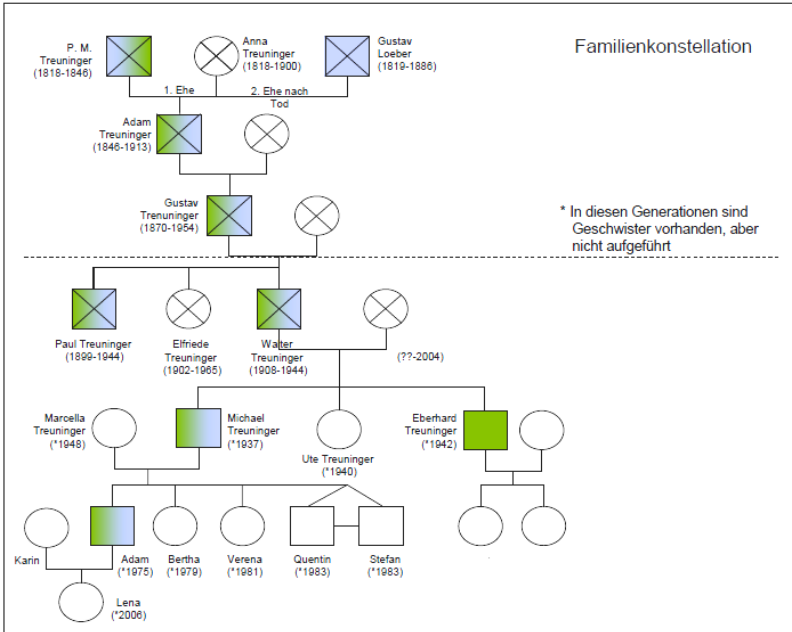 Familienkonstellation
P. M.
Treuninger
(1818-1846)
Anna
Treuninger
(1818-1900)
Gustav
Loeber
(1819-1886)
1. Ehe
2. Ehe nach
Tod
Adam
Treuninger
(1846-1913)
Gustav
Trenuninger
(1870-1954)
* In diesen Generationen sind
Geschwister vorhanden, aber
nicht aufgeführt
Paul Treuninger
(1899-1944)
Elfriede
Treuninger
(1902-1965)
Walter
Treuninger
(1908-1944)
(??-2004)
Marcella
Treuninger
(*1948)
Michael
Treuninger
(*1937)
Ute Treuninger
(*1940)
Eberhard
Treuninger
(*1942)
Karin
Adam
(*1975)
Bertha
(*1979)
Verena
(*1981)
Quentin
(*1983)
Stefan
(*1983)
Lena
(*2006)